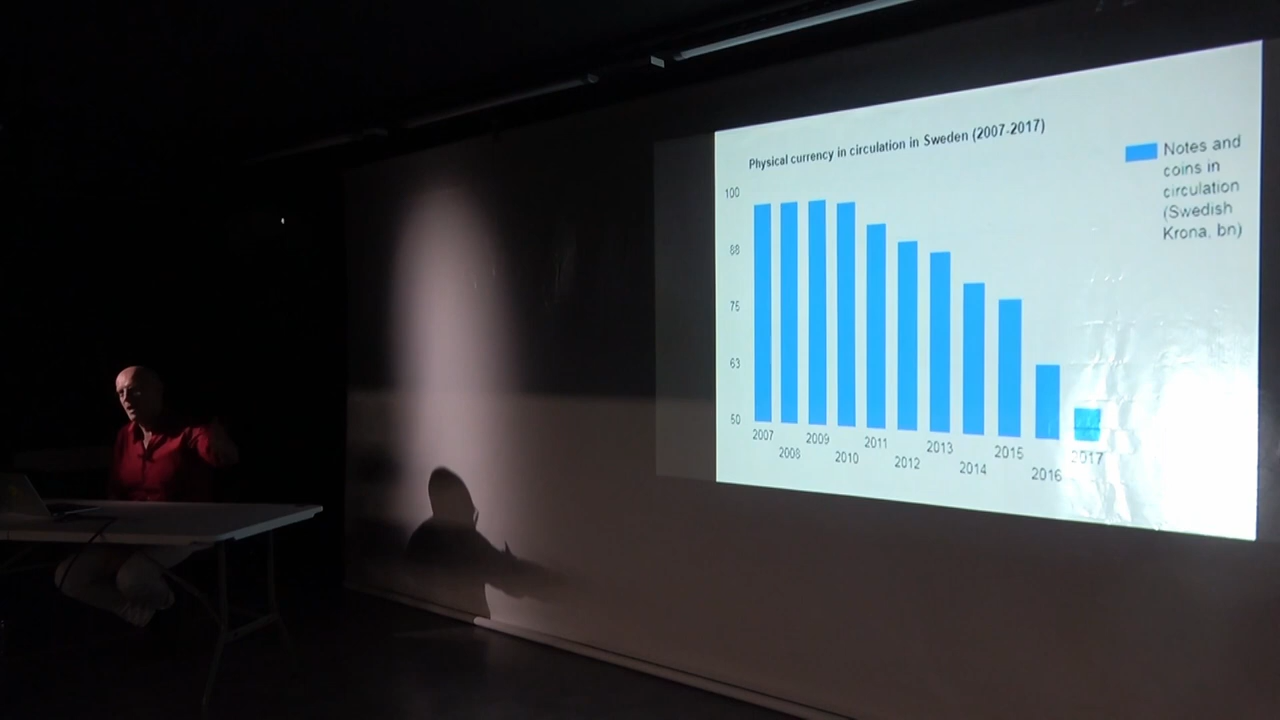 Physical currency in circulation in Sweden (2007-2017)
Notes and
coins in
circulation
(Swedish
Krona, bn)
100
88
75
63
50
2007
2008
2009
2010
2011
2012
2013
2014
2015
2016
2017